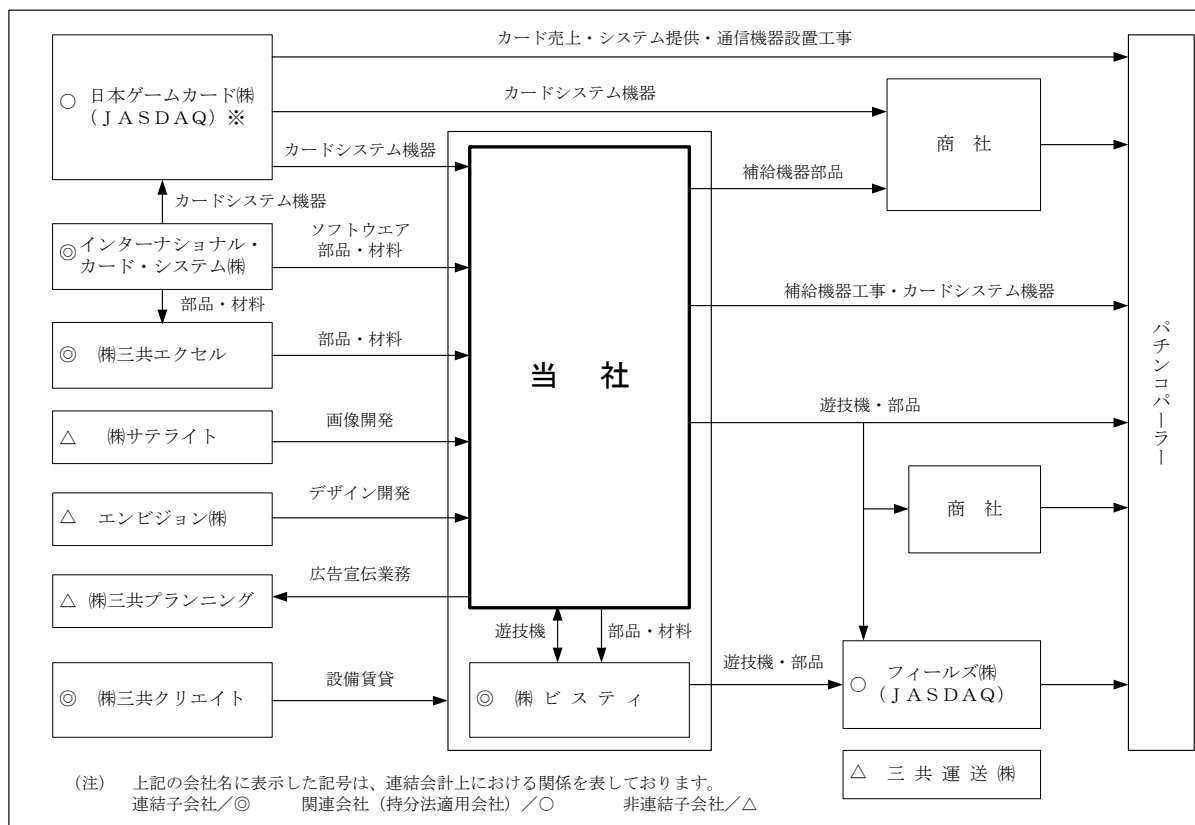 カード売上・システム提供・通信機器設置工事
○ 日本ゲームカード㈱
（ＪＡＳＤＡＱ）※
カードシステム機器
商　社
カードシステム機器
補給機器部品
カードシステム機器
◎ インターナショナル・
カード・システム㈱
ソフトウエア
部品・材料
部品・材料
補給機器工事・カードシステム機器
◎ ㈱三共エクセル
部品・材料
当　社
パチンコパーラー
△ ㈱サテライト
画像開発
遊技機・部品
△ エンビジョン㈱
デザイン開発
商　社
△ ㈱三共プランニング
広告宣伝業務
遊技機
部品・材料
◎ ㈱三共クリエイト
設備賃貸
◎ ㈱ ビ ス テ ィ
遊技機・部品
○ フィールズ㈱
（ＪＡＳＤＡＱ）
△ 三 共 運 送 ㈱
（注）　上記の会社名に表示した記号は、連結会計上における関係を表しております。
連結子会社／◎　　関連会社（持分法適用会社）／○　　非連結子会社／△